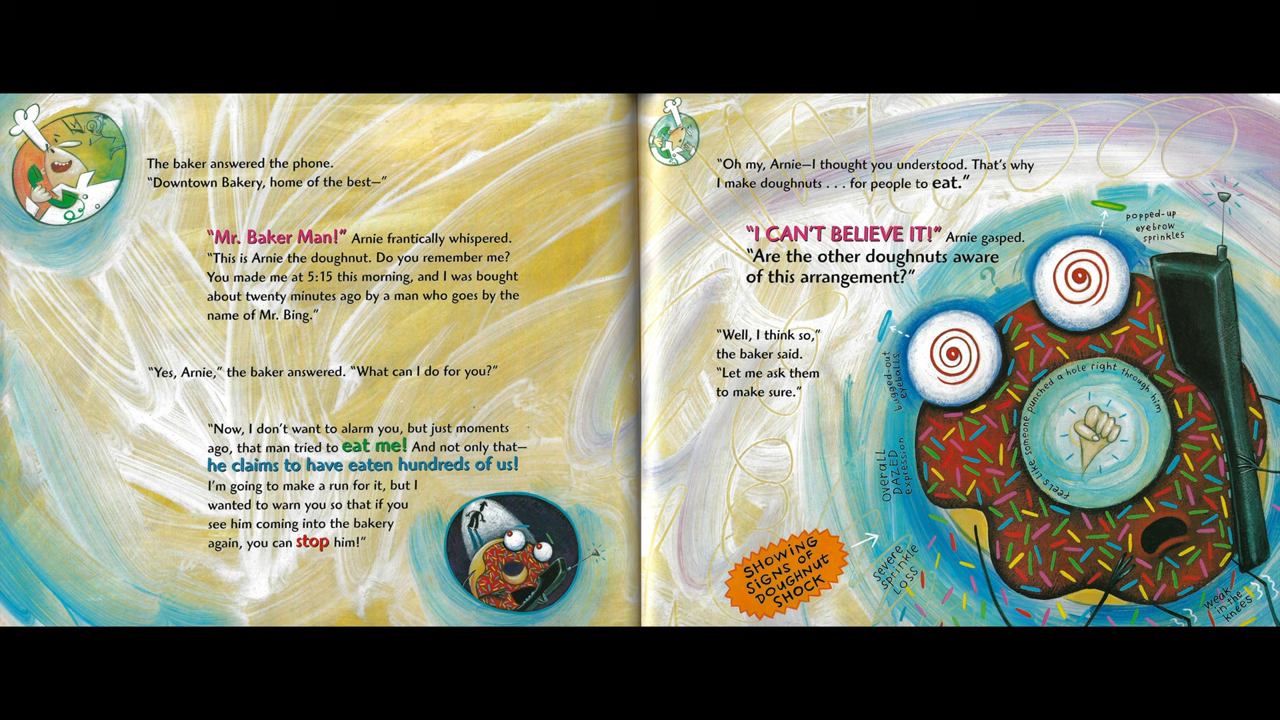 The baker answered the phone.
"Downtown Bakery, home of the best—"
"Mr. Baker Man!" Arnie frantically whispered.
"This is Arnie the doughnut. Do you remember me?
You made me at 5:15 this morning, and I was bought
about twenty minutes ago by a man who goes by the
name of Mr. Bing."
"Yes, Arnie," the baker answered. "What can I do for you?"
"Now, I don't want to alarm you, but just moments
ago, that man tried to eat me! And not only that—
he claims to have eaten hundreds of us!
I'm going to make a run for it, but I
wanted to warn you so that if you
see him coming into the bakery
again, you can stop him!"
"Oh my, Arnie—I thought you understood. That's why
I make doughnuts . . . for people to eat."
"I CAN'T BELIEVE IT!" Arnie gasped.
"Are the other doughnuts aware
of this arrangement?"
"Well, I think so,"
the baker said.
"Let me ask them
to make sure."
popped-up
eyebrow
sprinkles
bugged-out
eyeballs
feels like someone punched a hole right through him
Overall
DAZED
expression
SHOWING
SIGNS OF
DOUGHNUT
SHOCK
severe
sprinkle
LOSS
weak
in the
knees